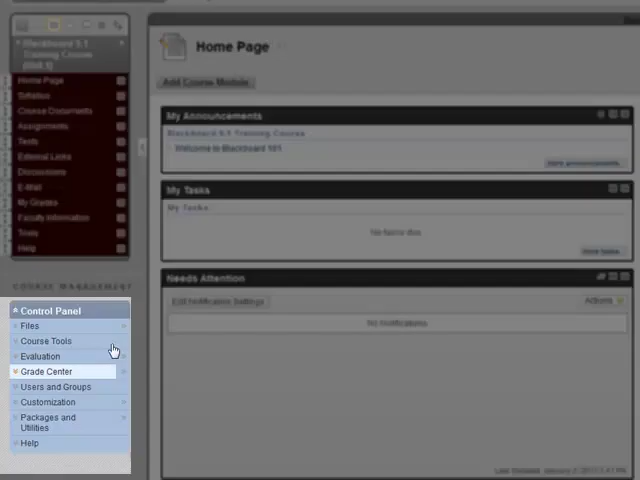 Blackboard 9.1
Training Course
Home Page
Syllabus
Course Documents
Assignments
Tests
External Links
Discussions
E-Mail
My Grades
Faculty Information
Tools
Help
COURSE MANAGEMENT
Control Panel
Files
Course Tools
Evaluation
Grade Center
Users and Groups
Customization
Packages and
Utilities
Help
Home Page
Add Course Module
My Announcements
Blackboard 9.1 Training Course
Welcome to Blackboard 101
more announcements...
My Tasks
My Tasks:
No tasks due.
more tasks...
Needs Attention
Edit Notification Settings
Actions
No Notifications
Last Updated: January